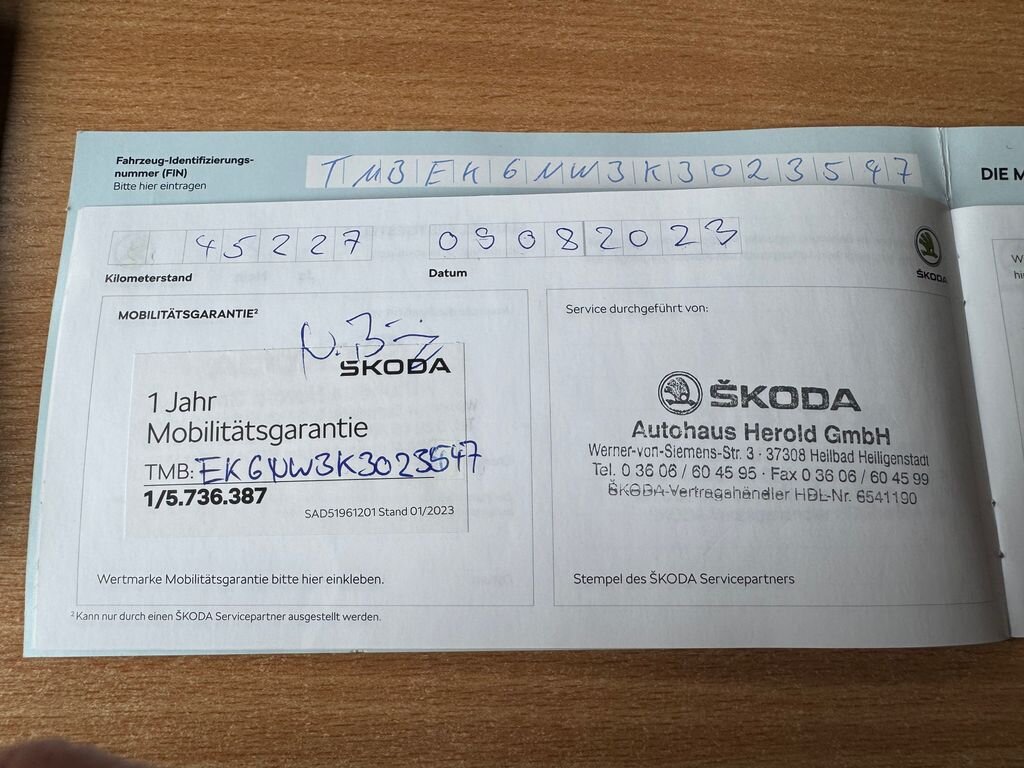 Fahrzeug-Identifizierungs-
nummer (FIN)
Bitte hier eintragen
TMBEK6NW3K3023547
DIE M
45227
09082023
Kilometerstand
Datum
ŠKODA
MOBILITÄTSGARANTIE²
ŠKODA
1 Jahr
Mobilitätsgarantie
TMB: EK6NW3K3023547
1/5.736.387
SAD51961201 Stand 01/2023
Wertmarke Mobilitätsgarantie bitte hier einkleben.
² Kann nur durch einen ŠKODA Servicepartner ausgestellt werden.
Service durchgeführt von:
ŠKODA
Autohaus Herold GmbH
Werner-von-Siemens-Str. 3 · 37308 Heilbad Heiligenstadt
Tel. 0 36 06 / 60 45 95 · Fax 0 36 06 / 60 45 99
ŠKODA-Vertragshändler HDL-Nr. 6541190
Stempel des ŠKODA Servicepartners